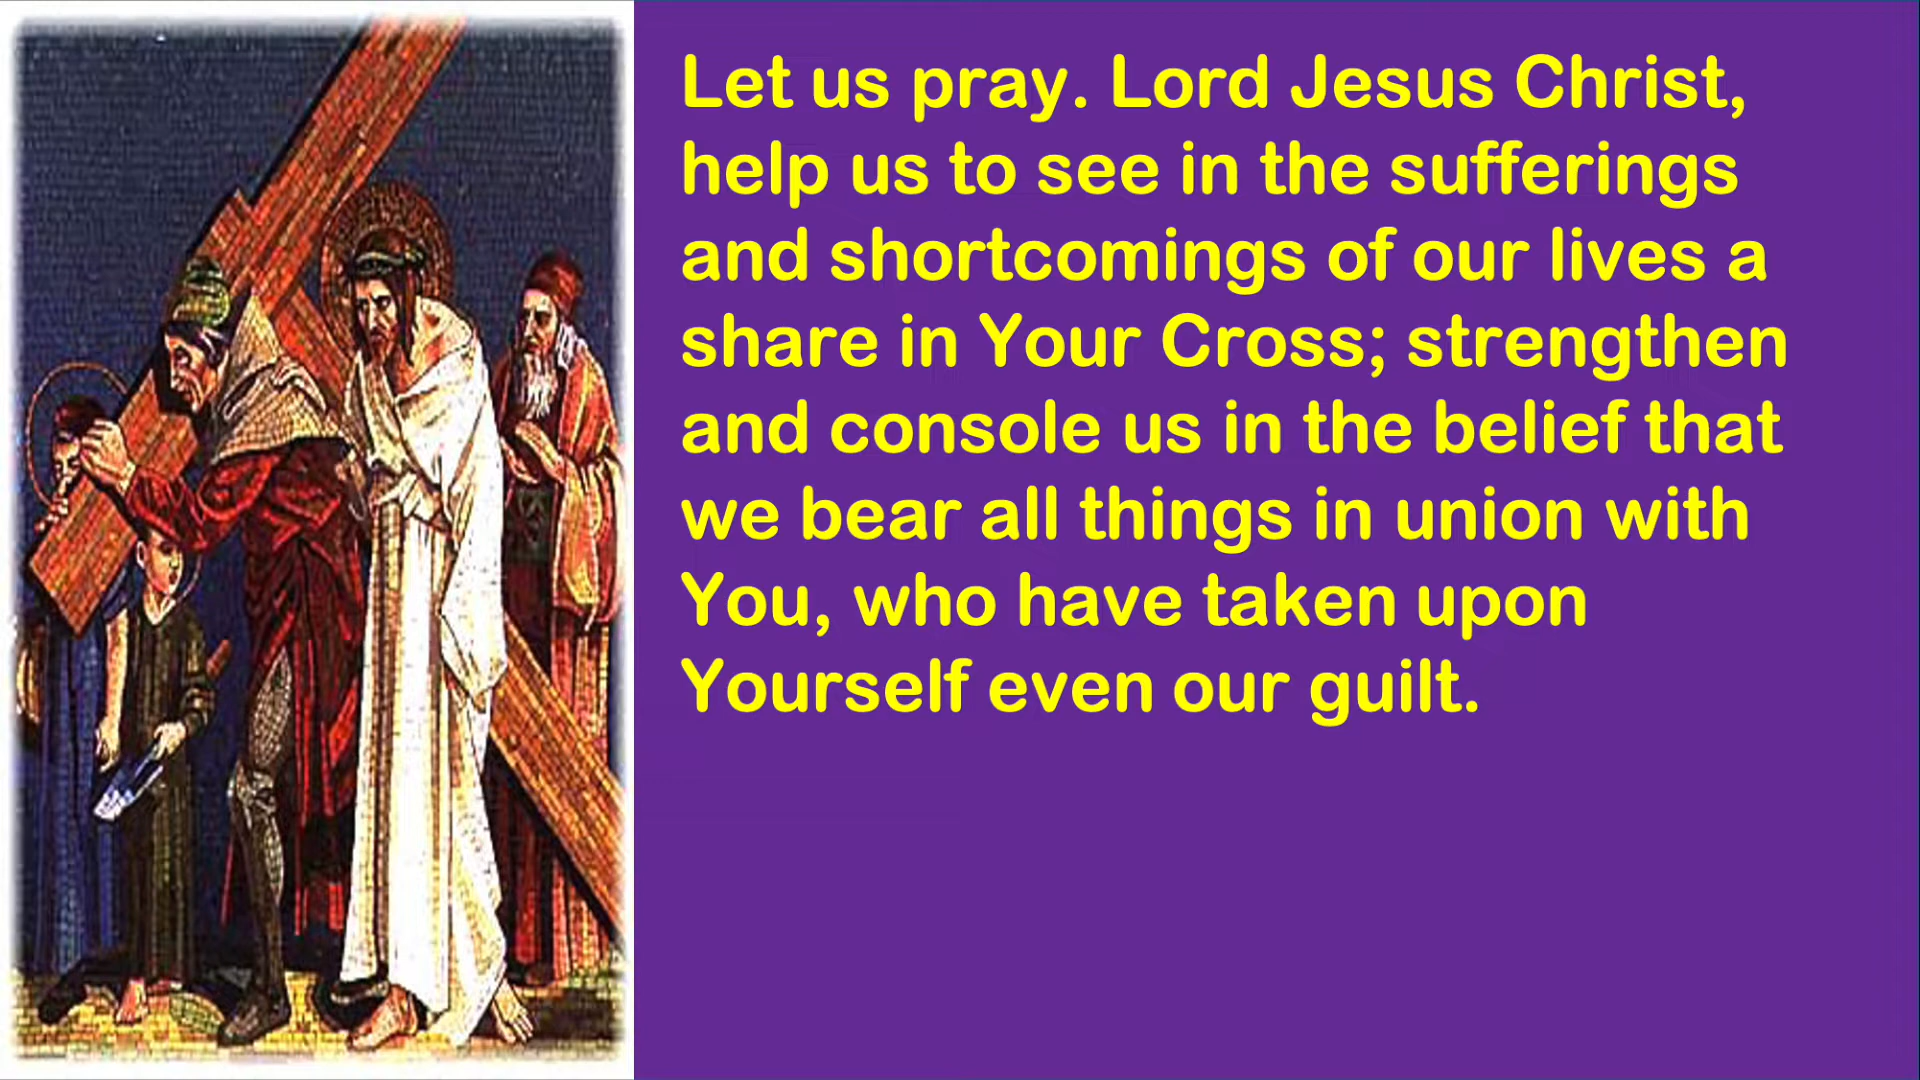 Let us pray. Lord Jesus Christ,
help us to see in the sufferings
and shortcomings of our lives a
share in Your Cross; strengthen
and console us in the belief that
we bear all things in union with
You, who have taken upon
Yourself even our guilt.